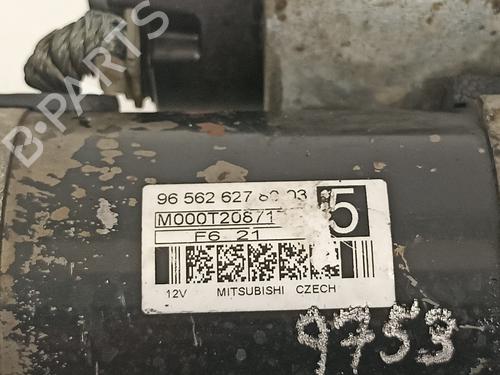 B-PARTS
96 562 627 80 03
5
M000T20871
F6 21
12V MITSUBISHI CZECH
9753